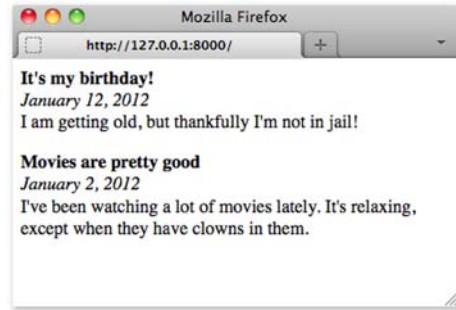 Mozilla Firefox
http://127.0.0.1:8000/
It's my birthday!
January 12, 2012
I am getting old, but thankfully I'm not in jail!
Movies are pretty good
January 2, 2012
I've been watching a lot of movies lately. It's relaxing,
except when they have clowns in them.